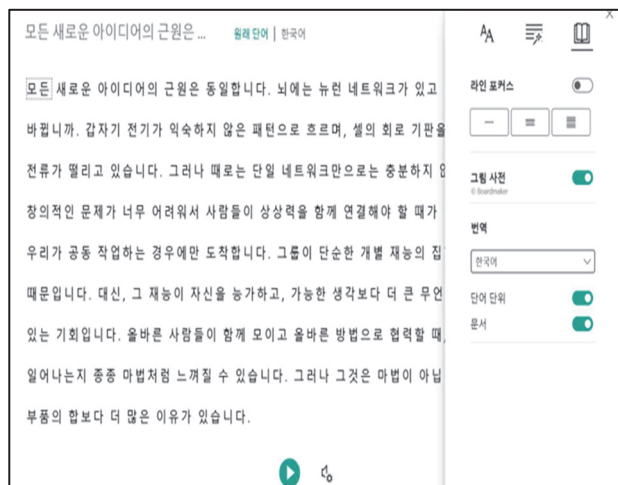 모든 새로운 아이디어의 근원은 ...
원래 단어 | 한국어
모든 새로운 아이디어의 근원은 동일합니다. 뇌에는 뉴런 네트워크가 있고
바뀝니까. 갑자기 전기가 익숙하지 않은 패턴으로 흐르며, 셀의 회로 기판을
전류가 떨리고 있습니다. 그러나 때로는 단일 네트워크만으로는 충분하지 않
창의적인 문제가 너무 어려워서 사람들이 상상력을 함께 연결해야 할 때가
우리가 공동 작업하는 경우에만 도착합니다. 그룹이 단순한 개별 재능의 집
때문입니다. 대신, 그 재능이 자신을 능가하고, 가능한 생각보다 더 큰 무언
있는 기회입니다. 올바른 사람들이 함께 모이고 올바른 방법으로 협력할 때,
일어나는지 종종 마법처럼 느껴질 수 있습니다. 그러나 그것은 마법이 아닙
부품의 합보다 더 많은 이유가 있습니다.
AA
라인 포커스
그림 사전
© Boardmaker
번역
한국어
단어 단위
문서